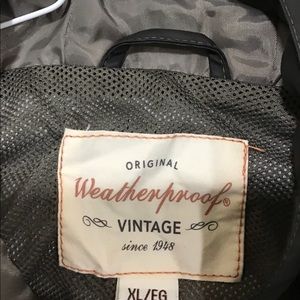 ORIGINAL
Weatherproof®
VINTAGE
since 1948
XL/EG